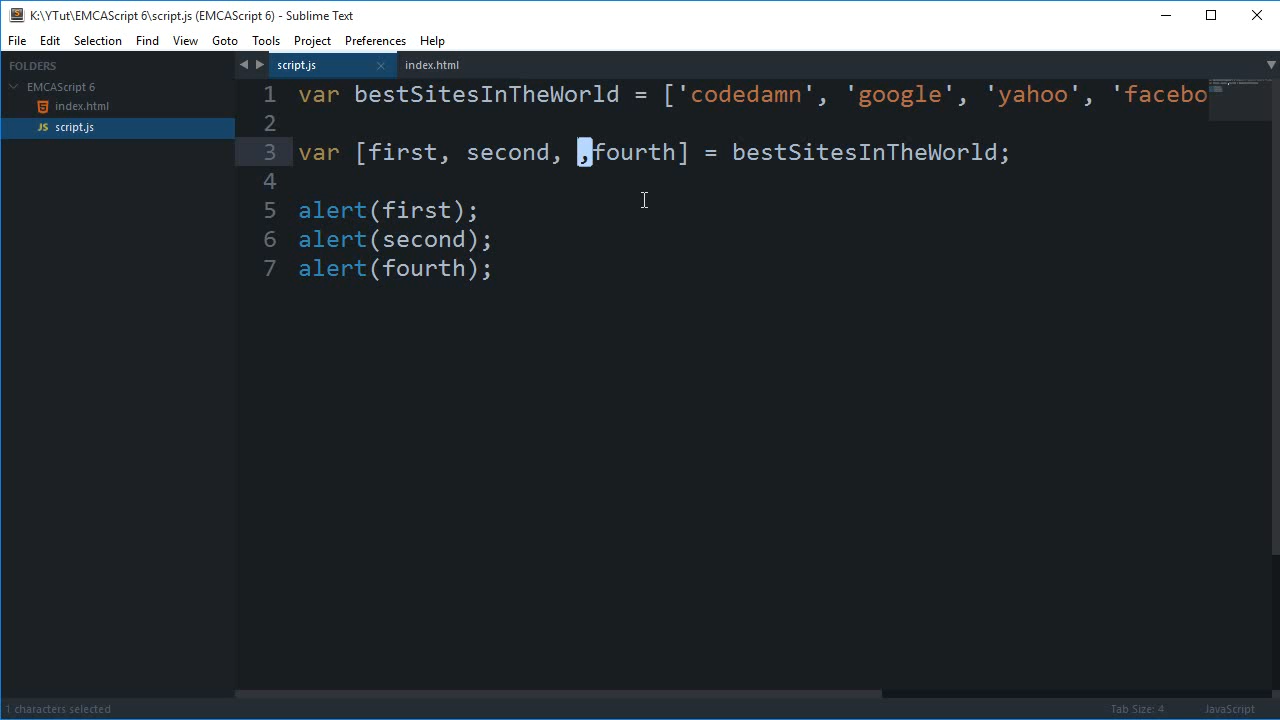 K:\YTut\EMCAScript 6\script.js (EMCAScript 6) - Sublime Text
File Edit Selection Find View Goto Tools Project Preferences Help
FOLDERS
EMCAScript 6
index.html
JS script.js
script.js × index.html
1 var bestSitesInTheWorld = ['codedamn', 'google', 'yahoo', 'facebo
2
3 var [first, second, ,fourth] = bestSitesInTheWorld;
4
5 alert(first);
6 alert(second);
7 alert(fourth);
1 characters selected
Tab Size: 4
JavaScript